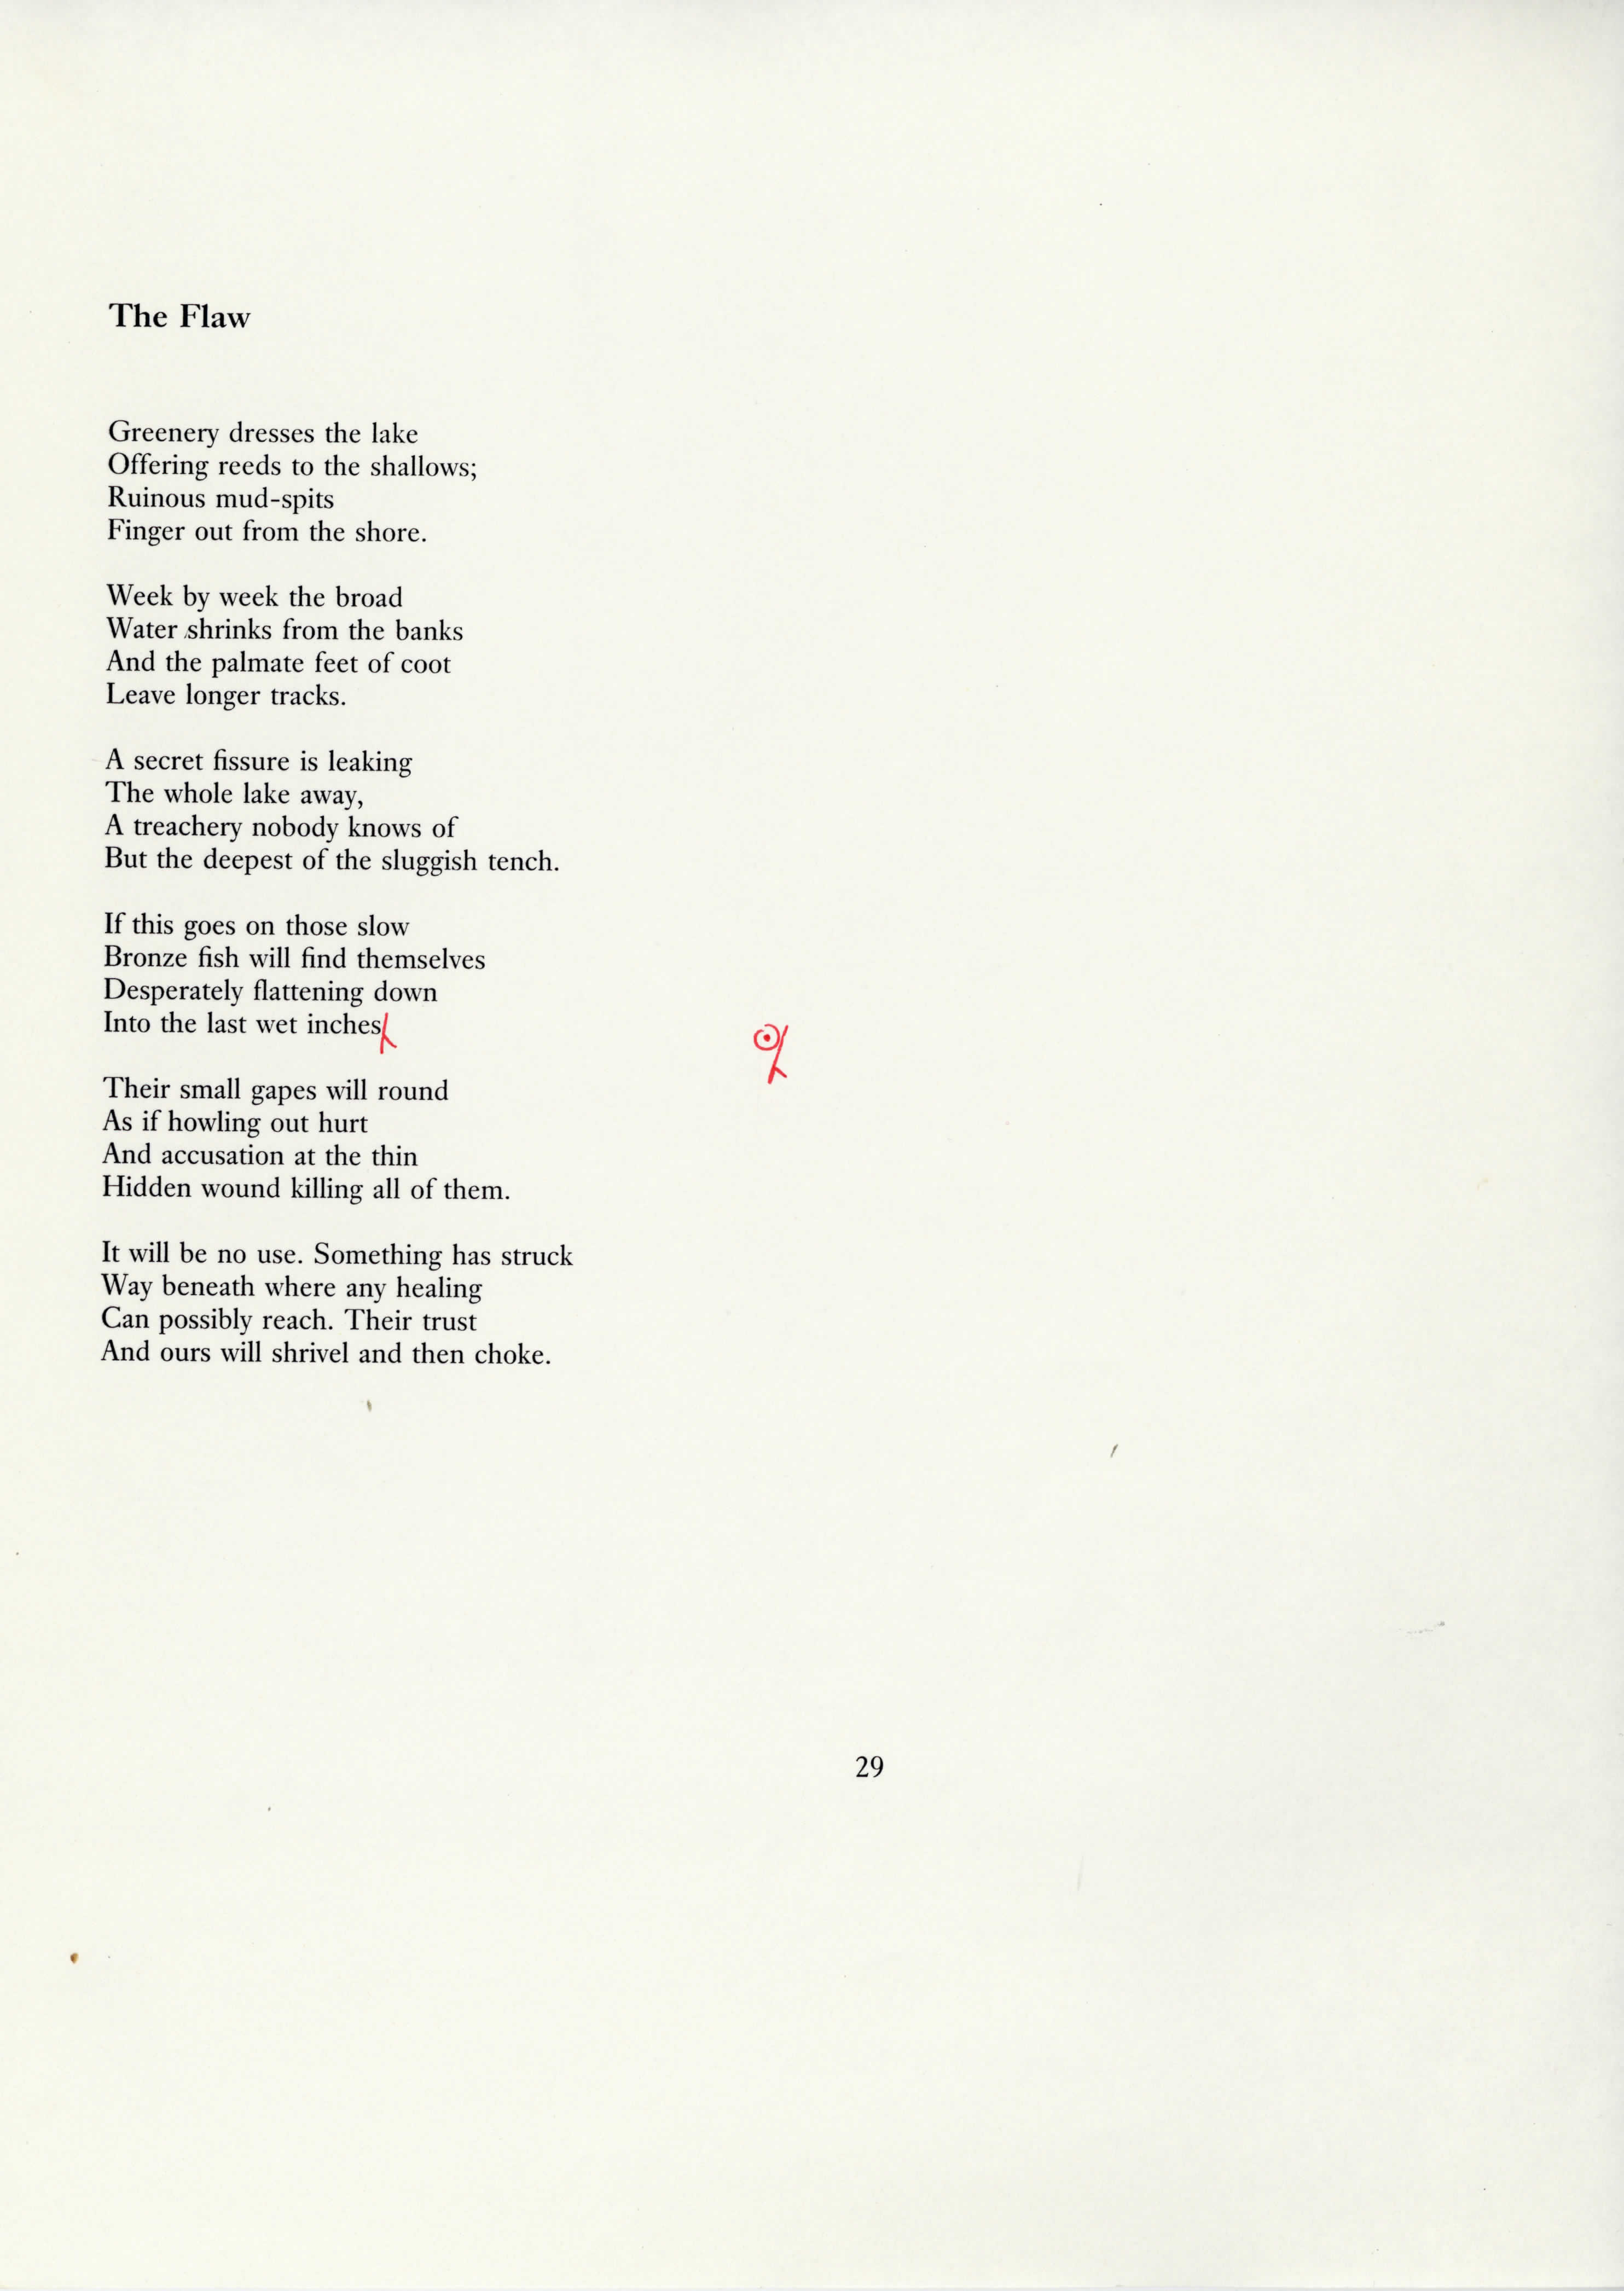 The Flaw
Greenery dresses the lake
Offering reeds to the shallows;
Ruinous mud-spits
Finger out from the shore.
Week by week the broad
Water shrinks from the banks
And the palmate feet of coot
Leave longer tracks.
A secret fissure is leaking
The whole lake away,
A treachery nobody knows of
But the deepest of the sluggish tench.
If this goes on those slow
Bronze fish will find themselves
Desperately flattening down
Into the last wet inches
Their small gapes will round
As if howling out hurt
And accusation at the thin
Hidden wound killing all of them.
It will be no use. Something has struck
Way beneath where any healing
Can possibly reach. Their trust
And ours will shrivel and then choke.
29